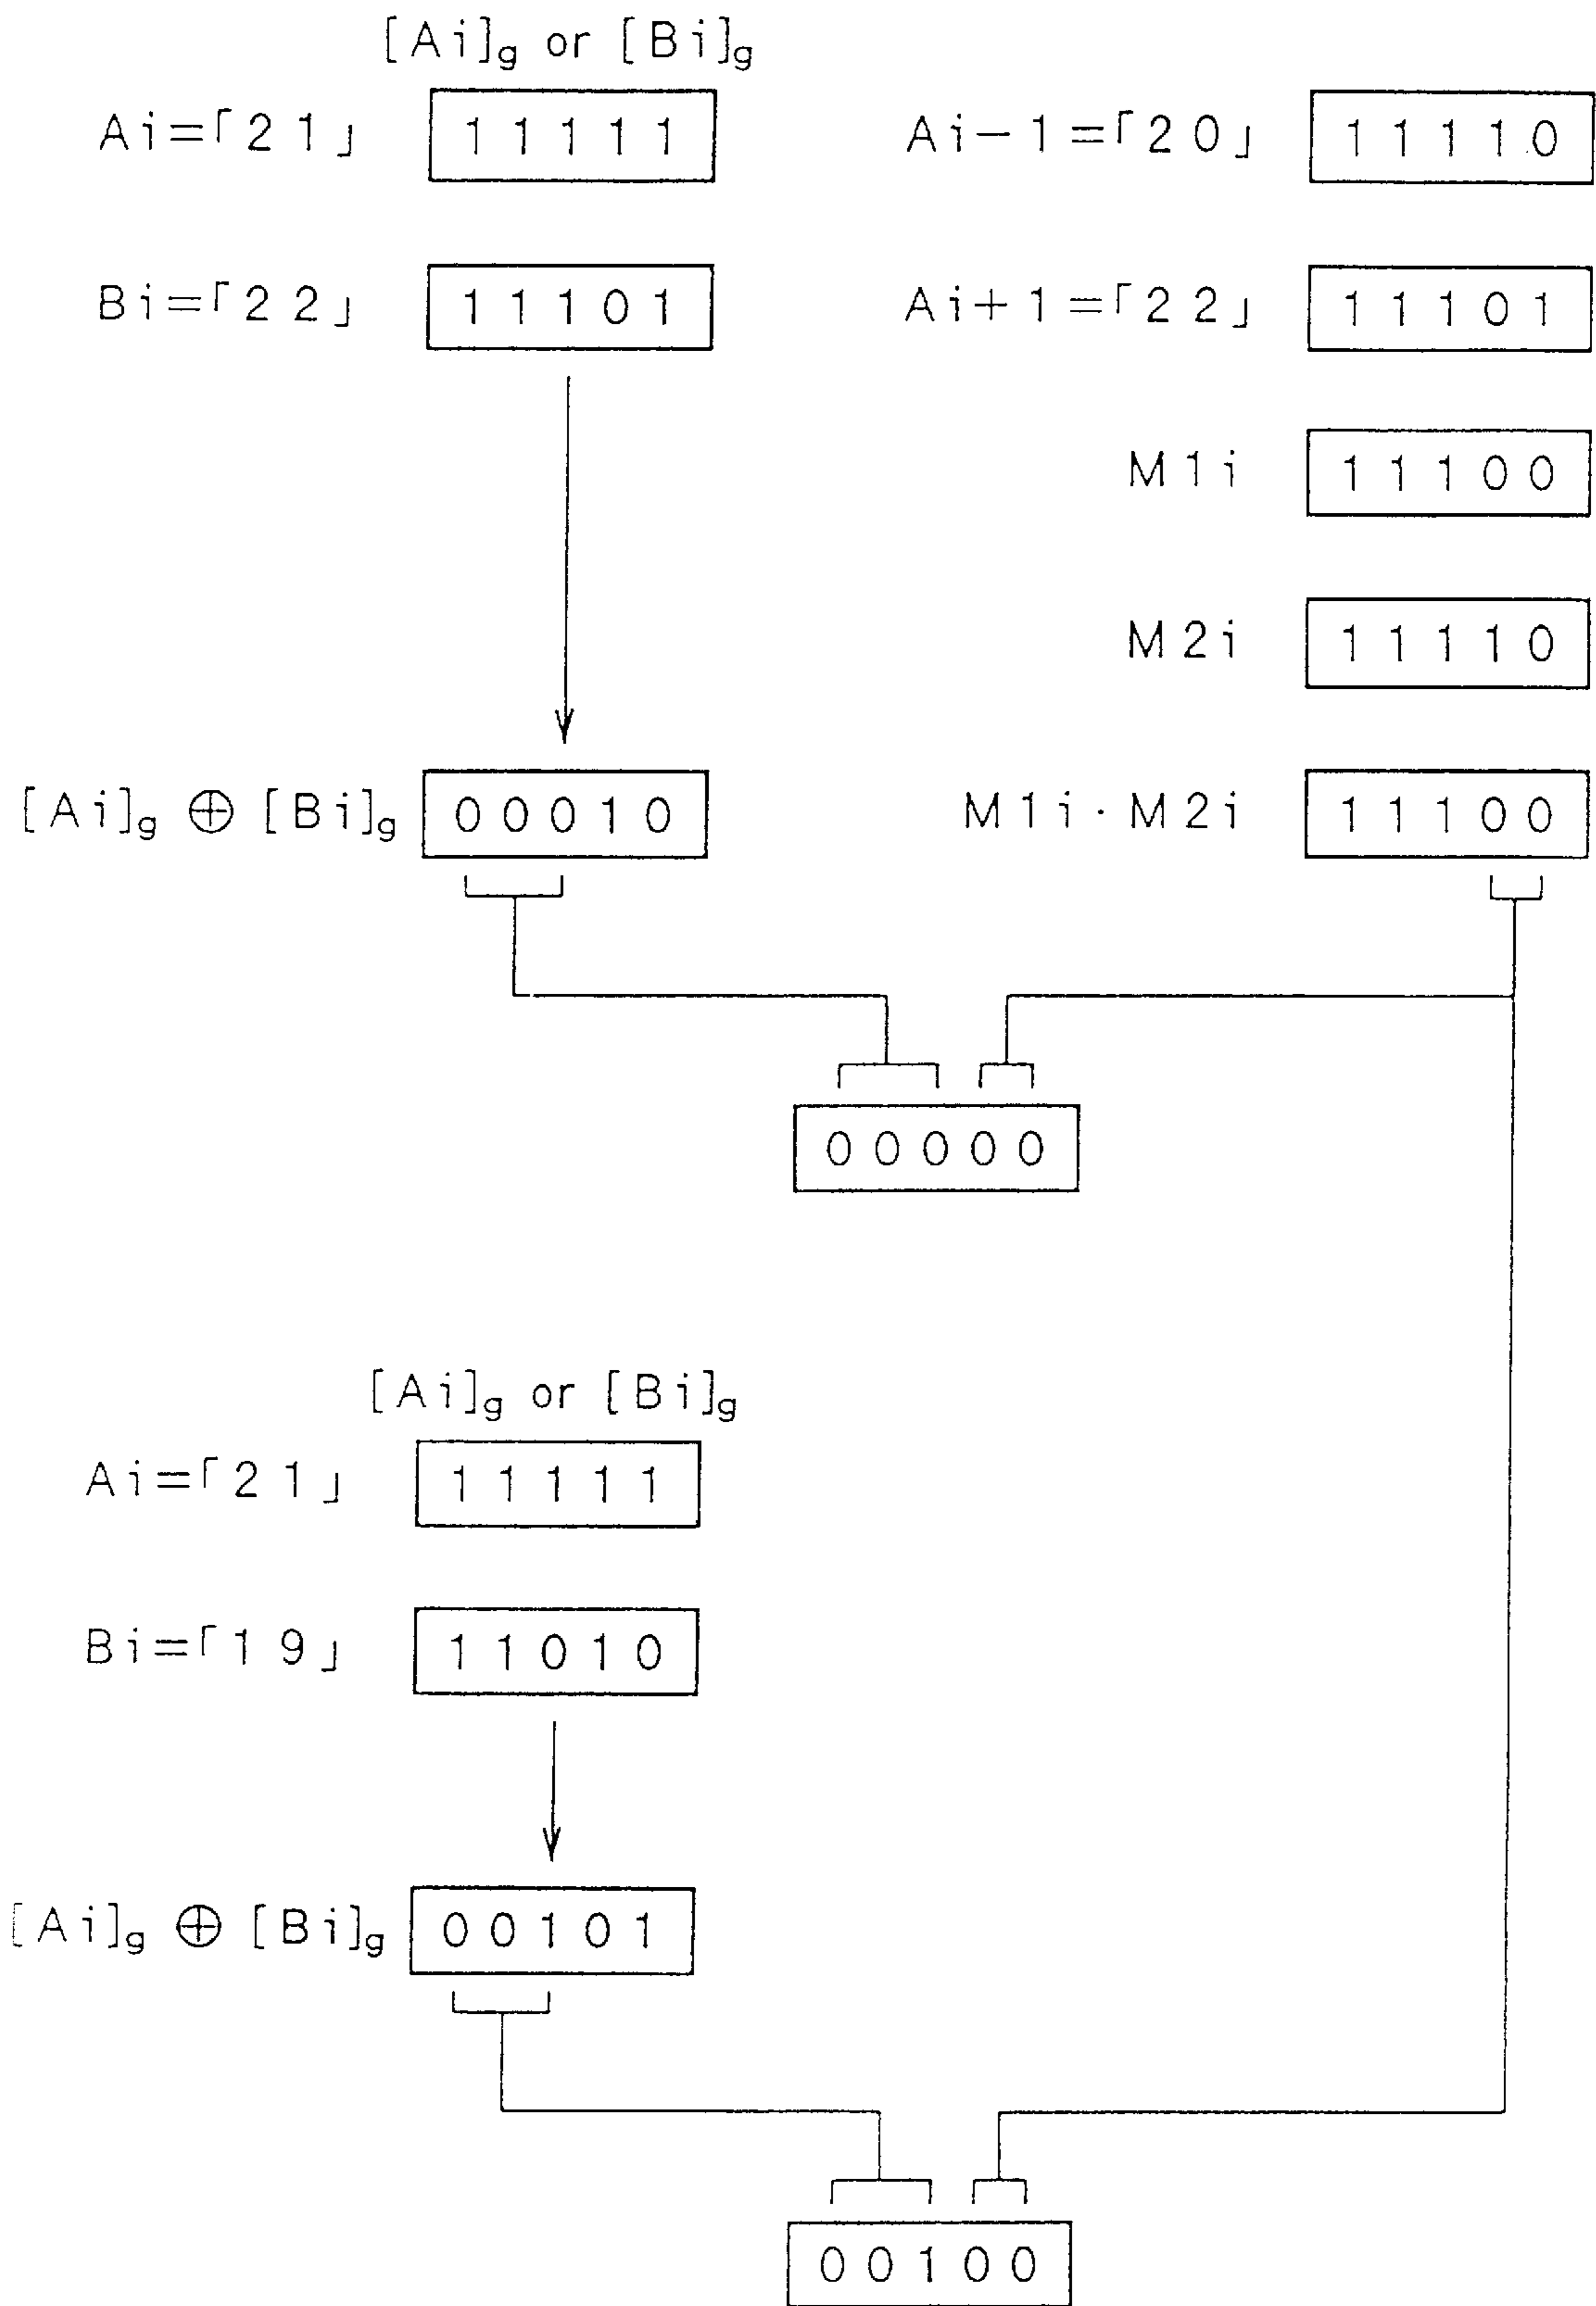 [Ai]g or [Bi]g
Ai=「21」 11111 Ai-1=「20」 11110
Bi=「22」 11101 Ai+1=「22」 11101
M1i 11100
M2i 11110
[Ai]g ⊕ [Bi]g 00010 M1i·M2i 11100
00000
[Ai]g or [Bi]g
Ai=「21」 11111
Bi=「19」 11010
[Ai]g ⊕ [Bi]g 00101
00100